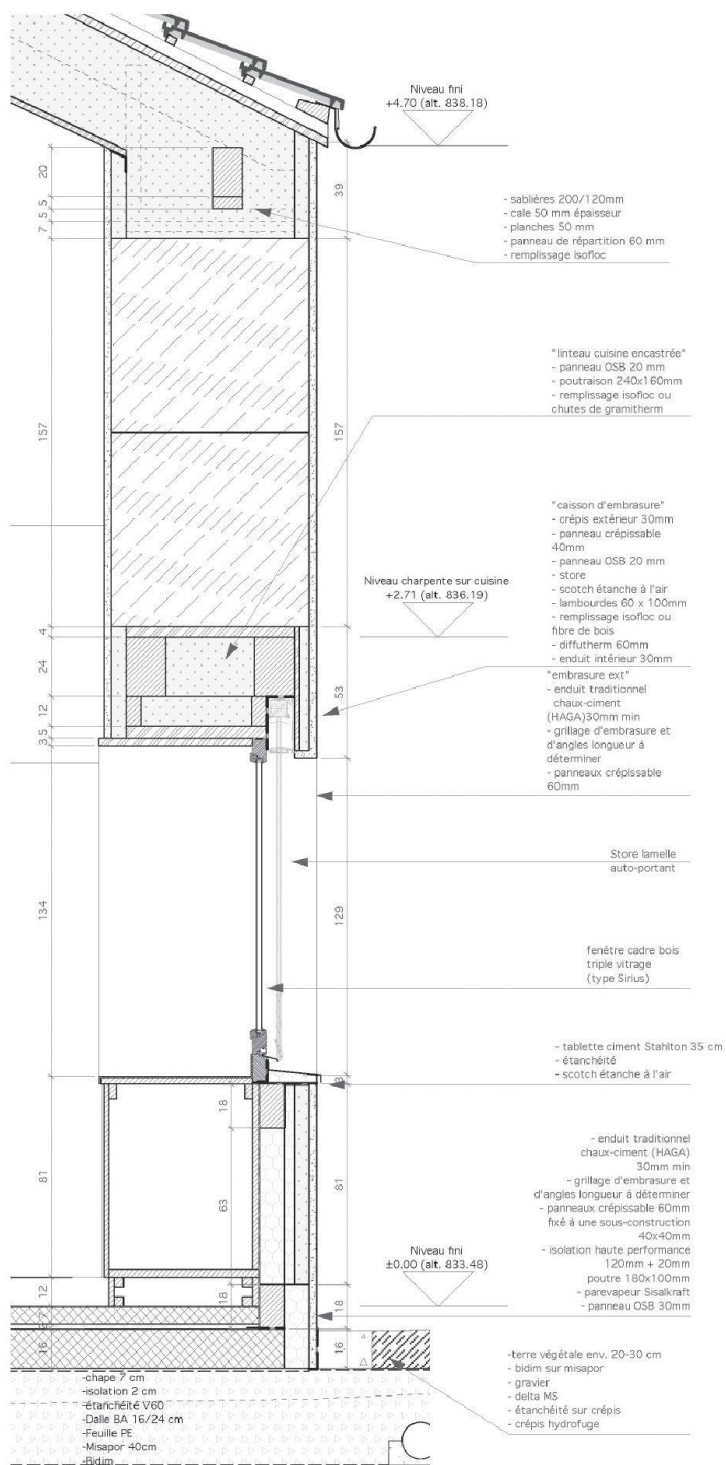 Niveau fini
+4.70 (alt. 838.18)
20
5
5
7
39
- sablières 200/120mm
- cale 50 mm épaisseur
- planches 50 mm
- panneau de répartition 60 mm
- remplissage isofloc
"linteau cuisine encastrée"
- panneau OSB 20 mm
- poutraison 240x160mm
- remplissage isofloc ou
chutes de gramitherm
157
157
"caisson d'embrasure"
- crépis extérieur 30mm
- panneau crépissable
40mm
- panneau OSB 20 mm
- store
- scotch étanche à l'air
- lambourdes 60 x 100mm
- remplissage isofloc ou
fibre de bois
- diffutherm 60mm
- enduit intérieur 30mm
Niveau charpente sur cuisine
+2.71 (alt. 836.19)
4
24
12
3.5
53
"embrasure ext"
- enduit traditionnel
chaux-ciment
(HAGA)30mm min
- grillage d'embrasure et
d'angles longueur à
déterminer
- panneaux crépissable
60mm
Store lamelle
auto-portant
134
129
fenêtre cadre bois
triple vitrage
(type Sirius)
- tablette ciment Stahlton 35 cm
- étanchéité
- scotch étanche à l'air
3
18
81
63
81
- enduit traditionnel
chaux-ciment (HAGA)
30mm min
- grillage d'embrasure et
d'angles longueur à déterminer
- panneaux crépissable 60mm
fixé à une sous-construction
40x40mm
- isolation haute performance
120mm + 20mm
poutre 180x100mm
- parevapeur Sisalkraft
- panneau OSB 30mm
Niveau fini
±0.00 (alt. 833.48)
12
18
18
16
16
-terre végétale env. 20-30 cm
- bidim sur misapor
- gravier
- delta MS
- étanchéité sur crépis
- crépis hydrofuge
-chape 7 cm
-isolation 2 cm
-étanchéité V60
-Dalle BA 16/24 cm
-Feuille PE
-Misapor 40cm
-Bidim